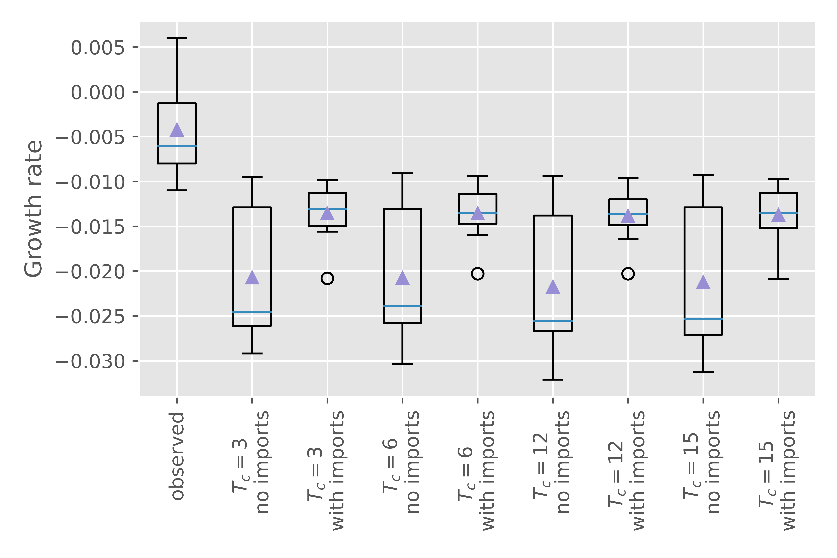 0.005
0.000
−0.005
−0.010
−0.015
−0.020
−0.025
−0.030
Growth rate
observed
T_c = 3
no imports
T_c = 3
with imports
T_c = 6
no imports
T_c = 6
with imports
T_c = 12
no imports
T_c = 12
with imports
T_c = 15
no imports
T_c = 15
with imports